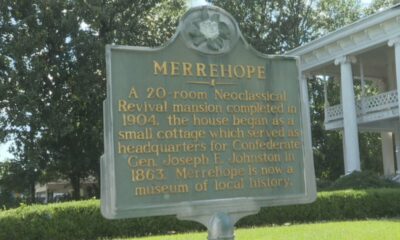 MERREHOPE
A 20-room Neoclassical
Revival mansion completed in
1904, the house began as a
small cottage which served as
headquarters for Confederate
Gen. Joseph E. Johnston in
1863. Merrehope is now a
museum of local history.